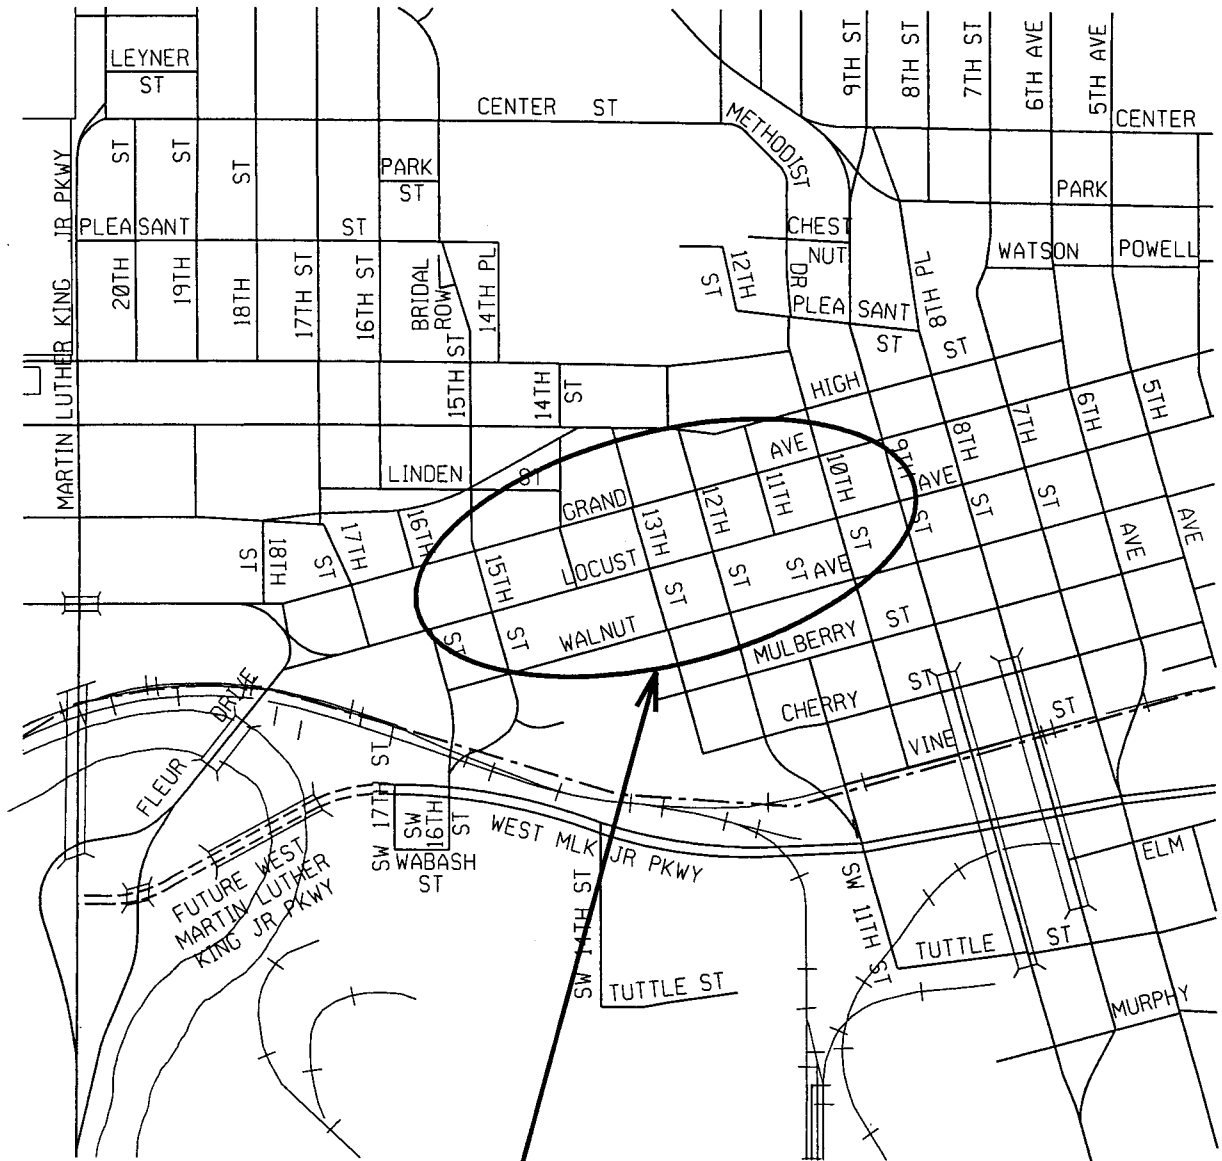 LEYNER
ST
CENTER ST
METHODIST
DR
9TH ST
8TH ST
7TH ST
6TH AVE
5TH AVE
CENTER
MARTIN LUTHER KING JR PKWY
20TH ST
19TH ST
18TH ST
17TH ST
16TH ST
PARK
ST
PLEASANT ST
BRIDAL
ROW
15TH ST
14TH PL
14TH
ST
12TH
ST
CHEST
NUT
PLEASANT
ST
8TH PL
PARK
WATSON
POWELL
HIGH ST
LINDEN ST
GRAND AVE
LOCUST AVE
WALNUT AVE
MULBERRY ST
CHERRY ST
VINE ST
18TH
ST
17TH
ST
16TH
ST
15TH
ST
13TH
ST
12TH
ST
11TH
ST
10TH
ST
9TH
ST
8TH
ST
7TH
ST
6TH
AVE
5TH
AVE
FLEUR DRIVE
SW 17TH ST
SW
16TH
ST
WABASH
ST
WEST MLK JR PKWY
FUTURE WEST
MARTIN LUTHER
KING JR PKWY
SW 14TH ST
TUTTLE ST
SW 11TH ST
TUTTLE ST
ELM
MURPHY